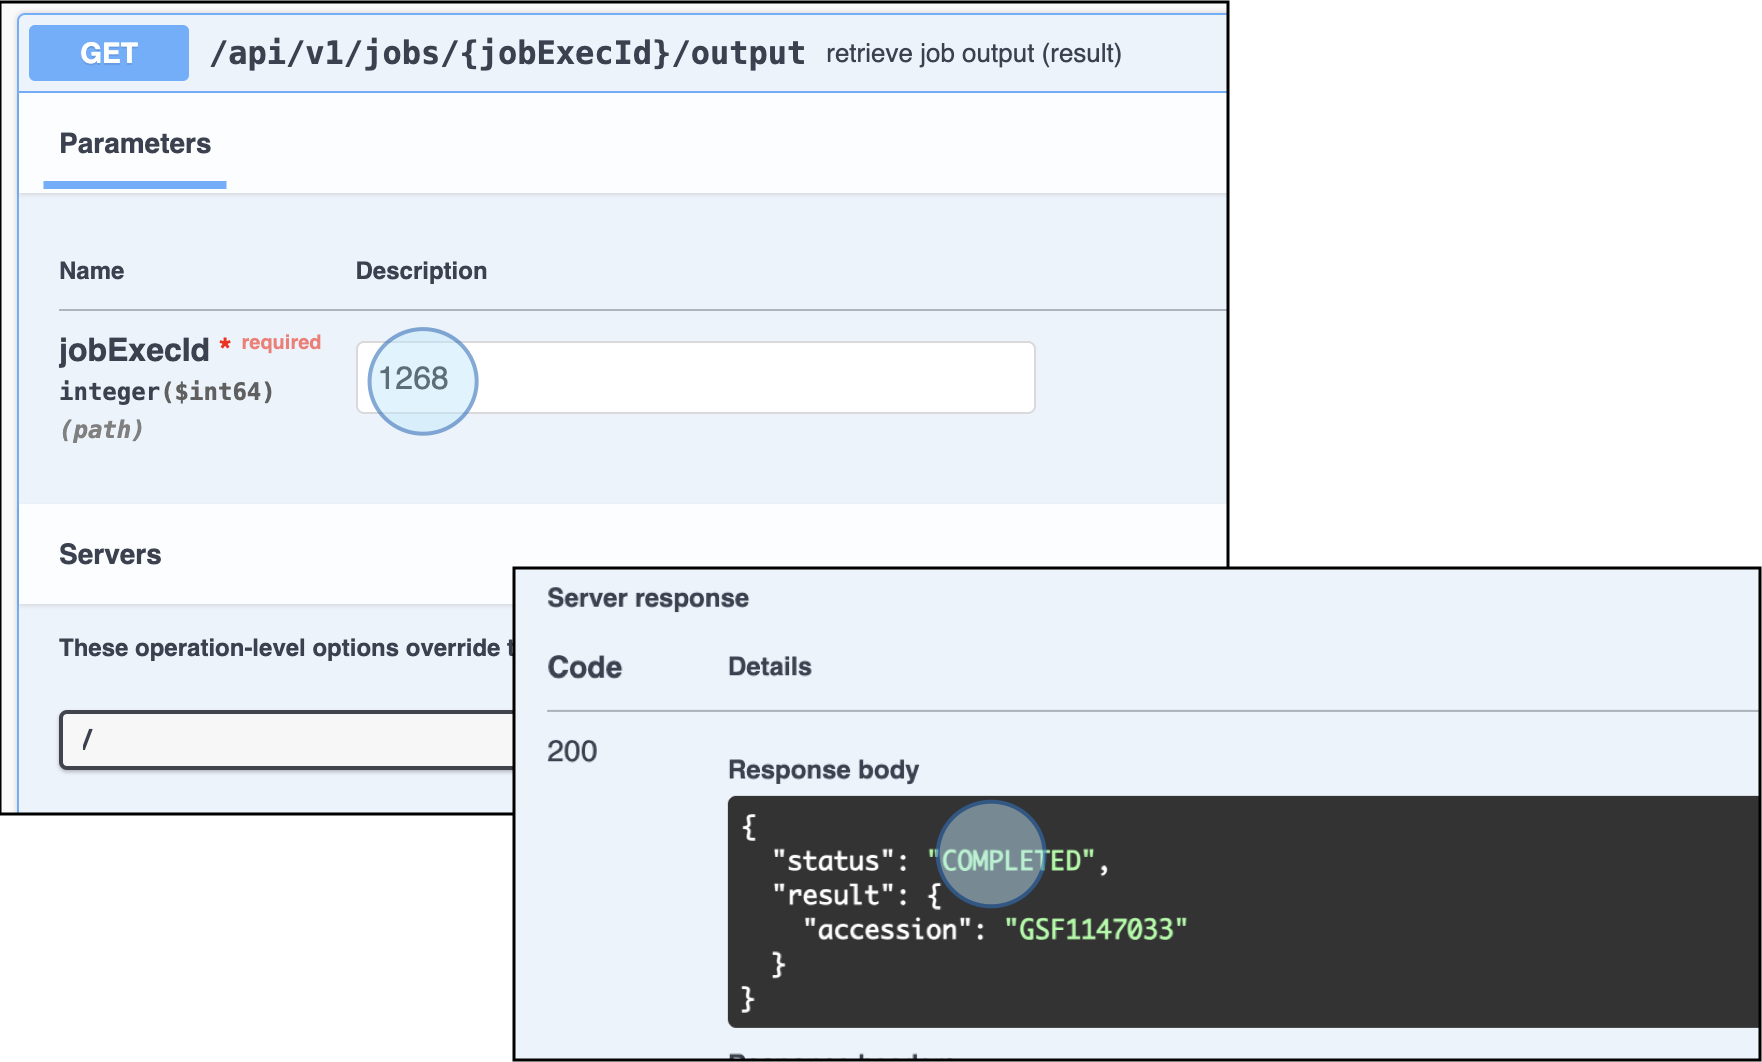 GET /api/v1/jobs/{jobExecId}/output retrieve job output (result)
Parameters
Name Description
jobExecId * required
integer($int64)
(path)
1268
Servers
These operation-level options override
/
Server response
Code Details
200
Response body
{
  "status": "COMPLETED",
  "result": {
    "accession": "GSF1147033"
  }
}